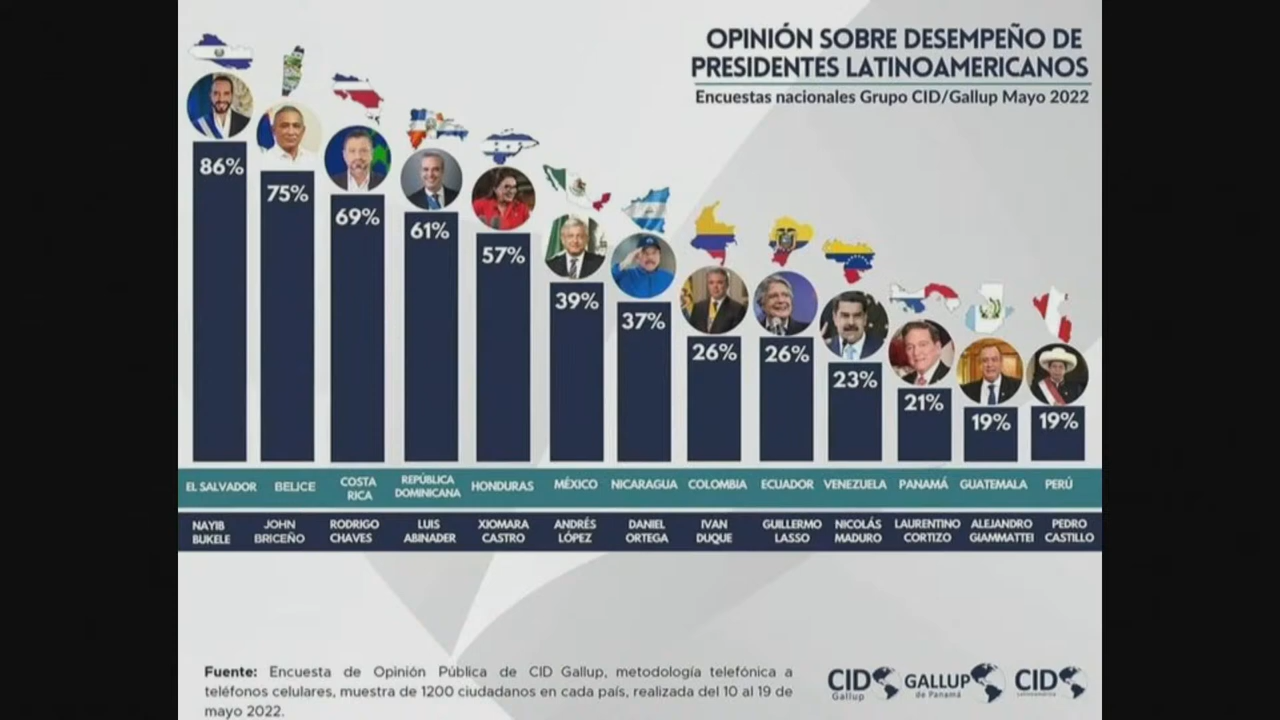 OPINIÓN SOBRE DESEMPEÑO DE
PRESIDENTES LATINOAMERICANOS
Encuestas nacionales Grupo CID/Gallup Mayo 2022
86%
75%
69%
61%
57%
39%
37%
26%
26%
23%
21%
19%
19%
EL SALVADOR
BELICE
COSTA
RICA
REPÚBLICA
DOMINICANA
HONDURAS
MÉXICO
NICARAGUA
COLOMBIA
ECUADOR
VENEZUELA
PANAMÁ
GUATEMALA
PERÚ
NAYIB
BUKELE
JOHN
BRICEÑO
RODRIGO
CHAVES
LUIS
ABINADER
XIOMARA
CASTRO
ANDRÉS
LÓPEZ
DANIEL
ORTEGA
IVAN
DUQUE
GUILLERMO
LASSO
NICOLÁS
MADURO
LAURENTINO
CORTIZO
ALEJANDRO
GIAMMATTEI
PEDRO
CASTILLO
Fuente: Encuesta de Opinión Pública de CID Gallup, metodología telefónica a
teléfonos celulares, muestra de 1200 ciudadanos en cada país, realizada del 10 al 19 de
mayo 2022.
CID
Gallup
GALLUP
de Panamá
CID
Latinoamérica